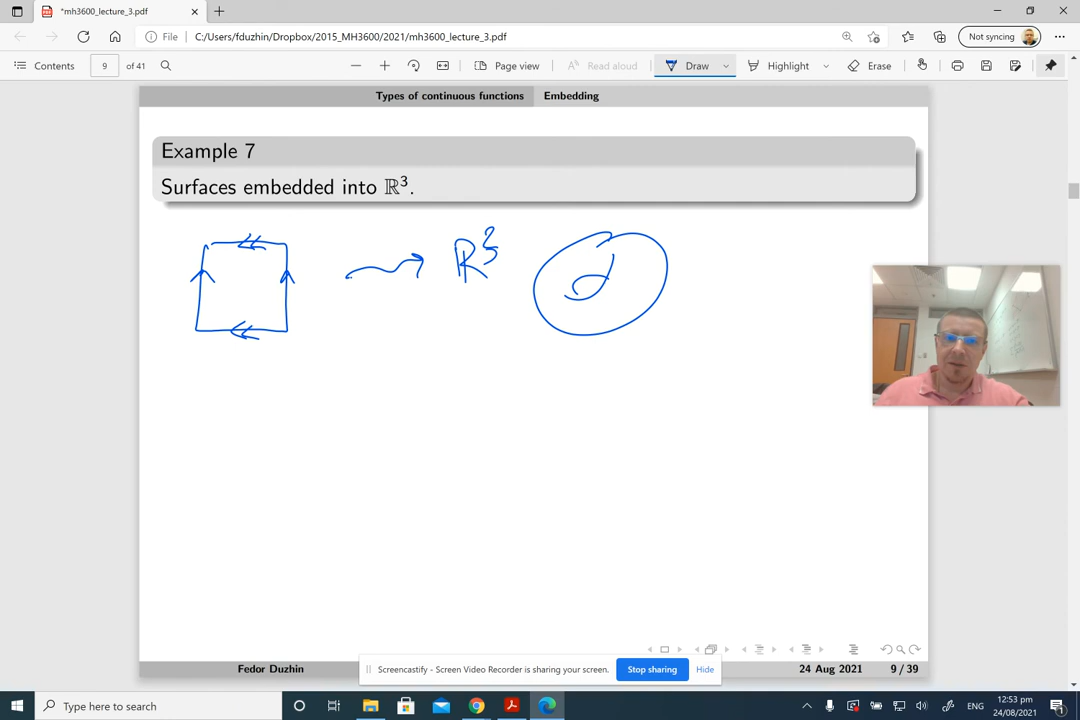 *mh3600_lecture_3.pdf
File
C:/Users/fduzhin/Dropbox/2015_MH3600/2021/mh3600_lecture_3.pdf
Not syncing
Contents
9
of 41
Page view
Read aloud
Draw
Highlight
Erase
Types of continuous functions
Embedding
Example 7
Surfaces embedded into ℝ³.
ℝ³
Fedor Duzhin
24 Aug 2021
9 / 39
Screencastify - Screen Video Recorder is sharing your screen.
Stop sharing
Hide
Type here to search
ENG
12:53 pm
24/08/2021
1